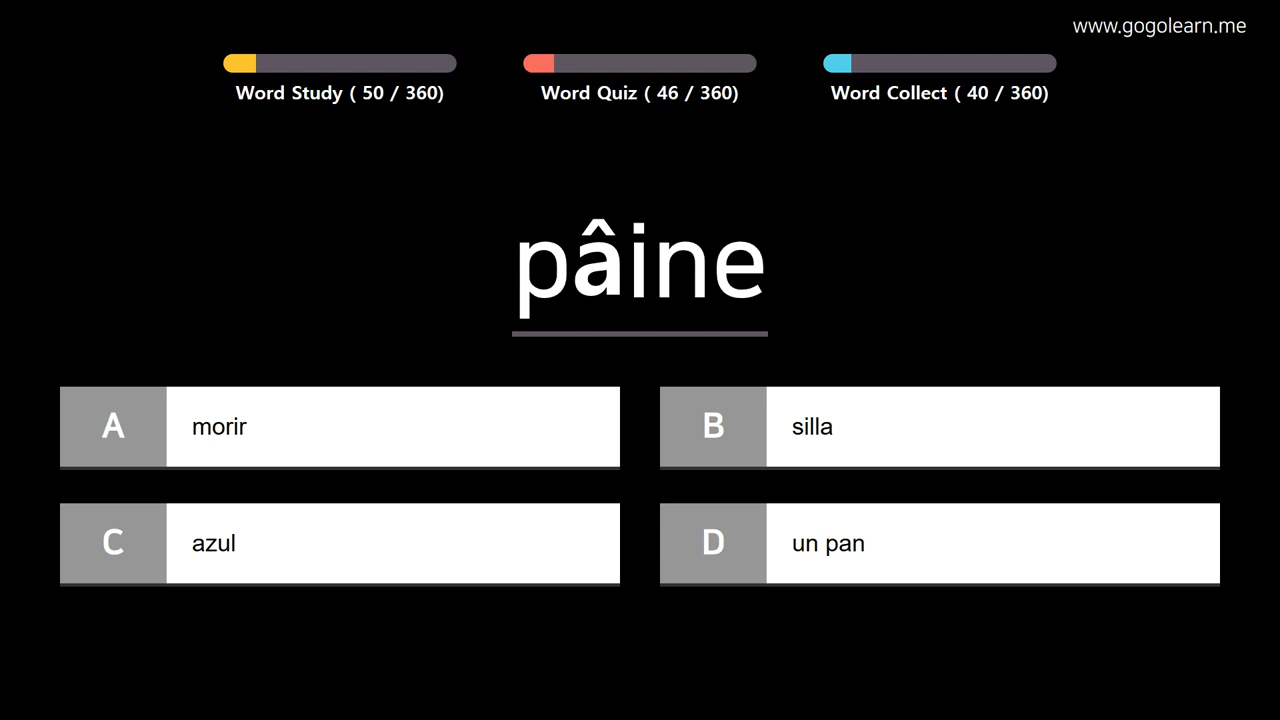 www.gogolearn.me
Word Study ( 50 / 360)
Word Quiz ( 46 / 360)
Word Collect ( 40 / 360)
pâine
A morir
B silla
C azul
D un pan